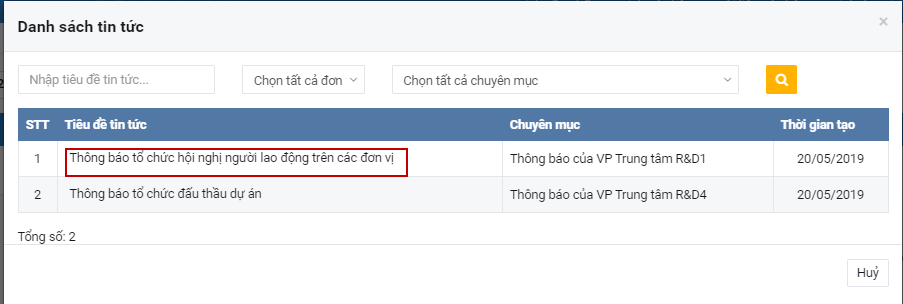 Danh sách tin tức ×
Nhập tiêu đề tin tức... Chọn tất cả đơn Chọn tất cả chuyên mục
STT Tiêu đề tin tức Chuyên mục Thời gian tạo
1 Thông báo tổ chức hội nghị người lao động trên các đơn vị Thông báo của VP Trung tâm R&D1 20/05/2019
2 Thông báo tổ chức đấu thầu dự án Thông báo của VP Trung tâm R&D4 20/05/2019
Tổng số: 2
Huỷ